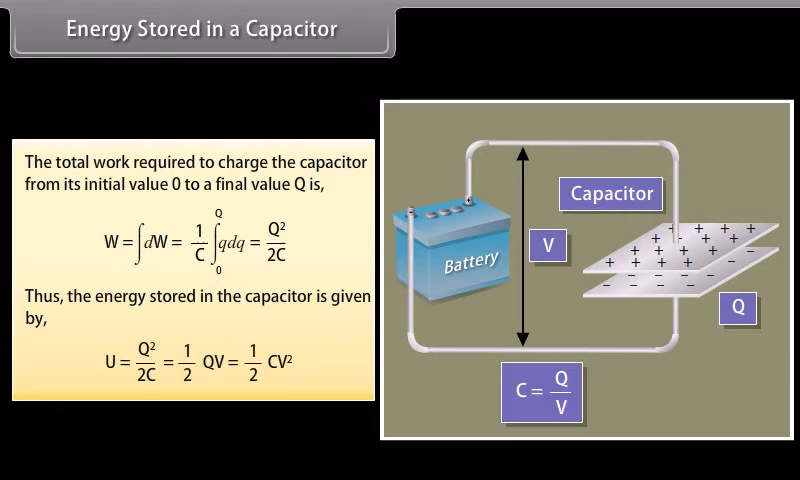 Energy Stored in a Capacitor
The total work required to charge the capacitor
from its initial value 0 to a final value Q is,
W = ∫dW = 1/C ∫₀^Q qdq = Q²/2C
Thus, the energy stored in the capacitor is given
by,
U = Q²/2C = 1/2 QV = 1/2 CV²
Capacitor
V
Battery
Q
C = Q/V